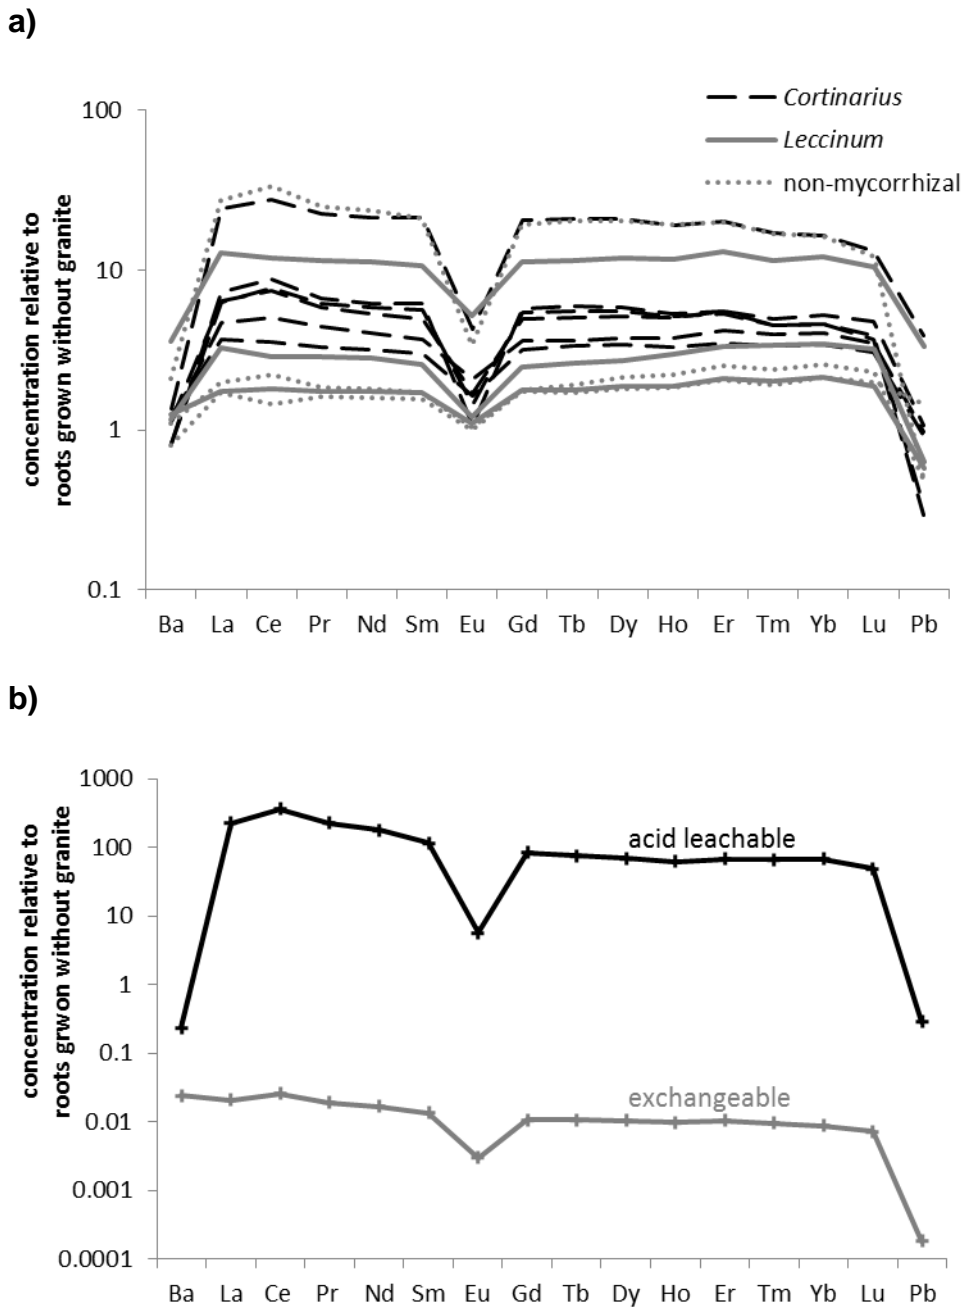 a)
Cortinarius
Leccinum
non-mycorrhizal
concentration relative to
roots grown without granite
100
10
1
0.1
Ba La Ce Pr Nd Sm Eu Gd Tb Dy Ho Er Tm Yb Lu Pb
b)
concentration relative to
roots grwon without granite
1000
100
10
1
0.1
0.01
0.001
0.0001
acid leachable
exchangeable
Ba La Ce Pr Nd Sm Eu Gd Tb Dy Ho Er Tm Yb Lu Pb